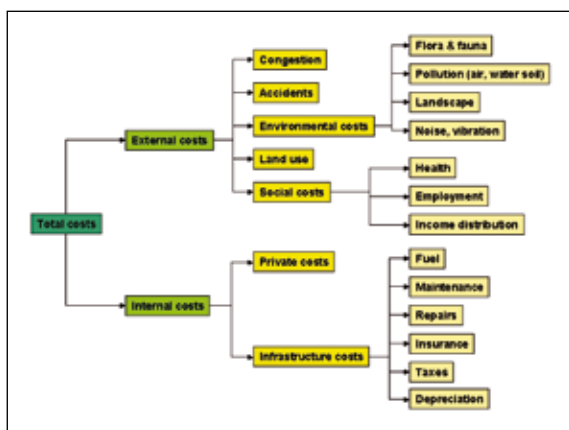 Total costs
External costs
Congestion
Accidents
Environmental costs
Flora & fauna
Pollution (air, water soil)
Landscape
Noise, vibration
Land use
Social costs
Health
Employment
Income distribution
Internal costs
Private costs
Infrastructure costs
Fuel
Maintenance
Repairs
Insurance
Taxes
Depreciation